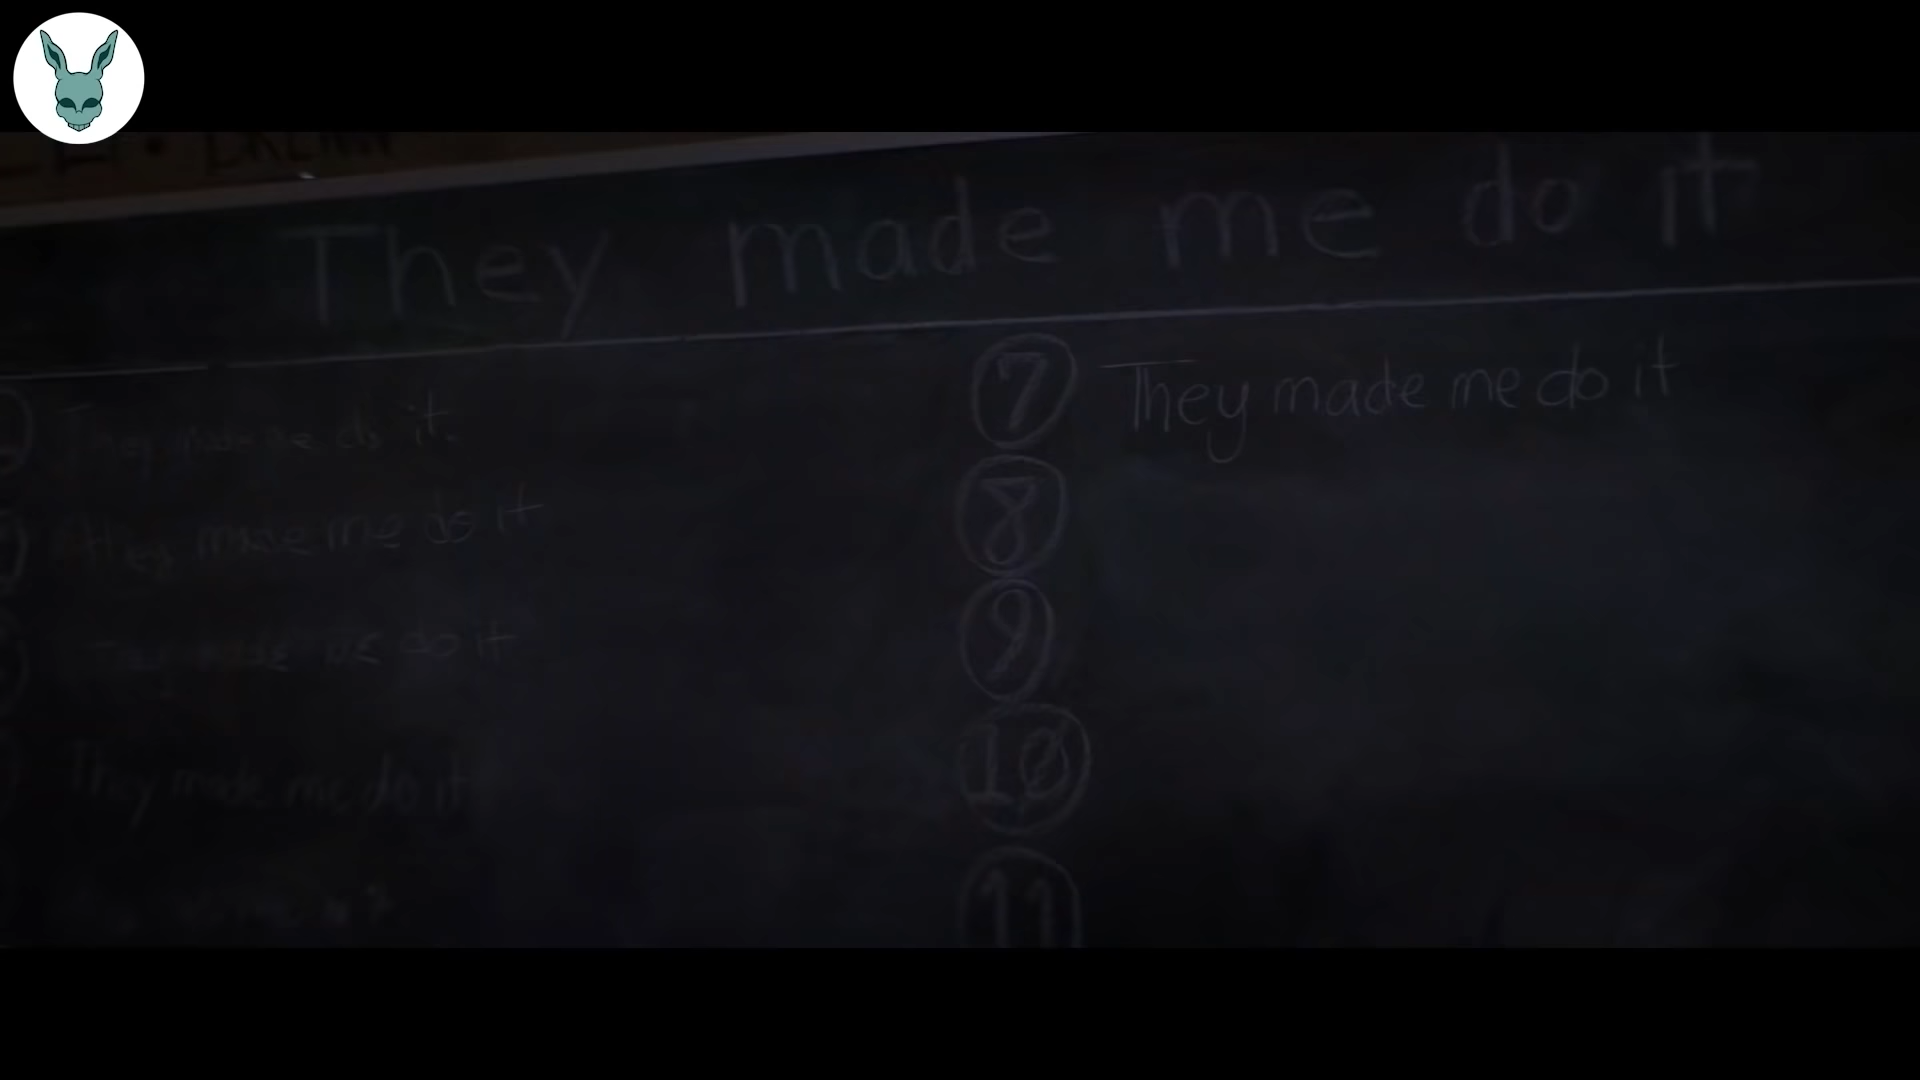 They made me do it
They made me do it.
They made me do it
They made me do it
They made me do it
7 They made me do it
8
9
10
11